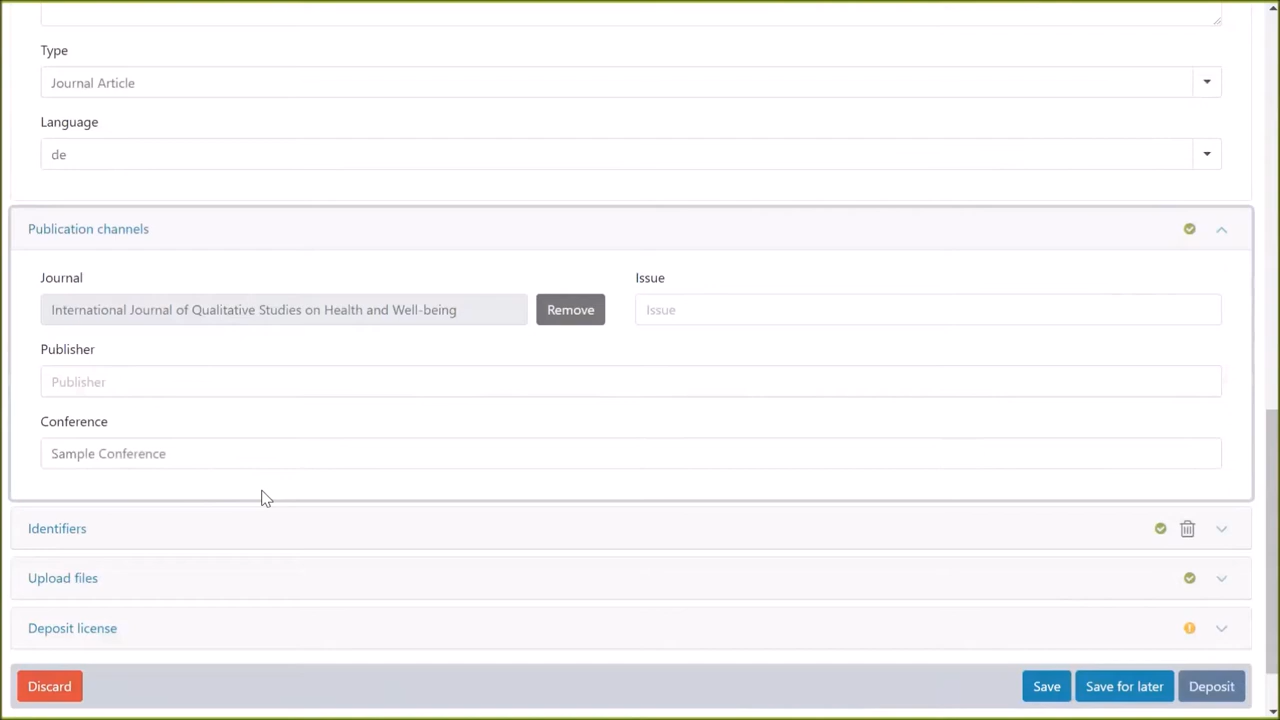 Type
Journal Article
Language
de
Publication channels
Journal
Issue
International Journal of Qualitative Studies on Health and Well-being
Remove
Issue
Publisher
Publisher
Conference
Sample Conference
Identifiers
Upload files
Deposit license
Discard
Save
Save for later
Deposit